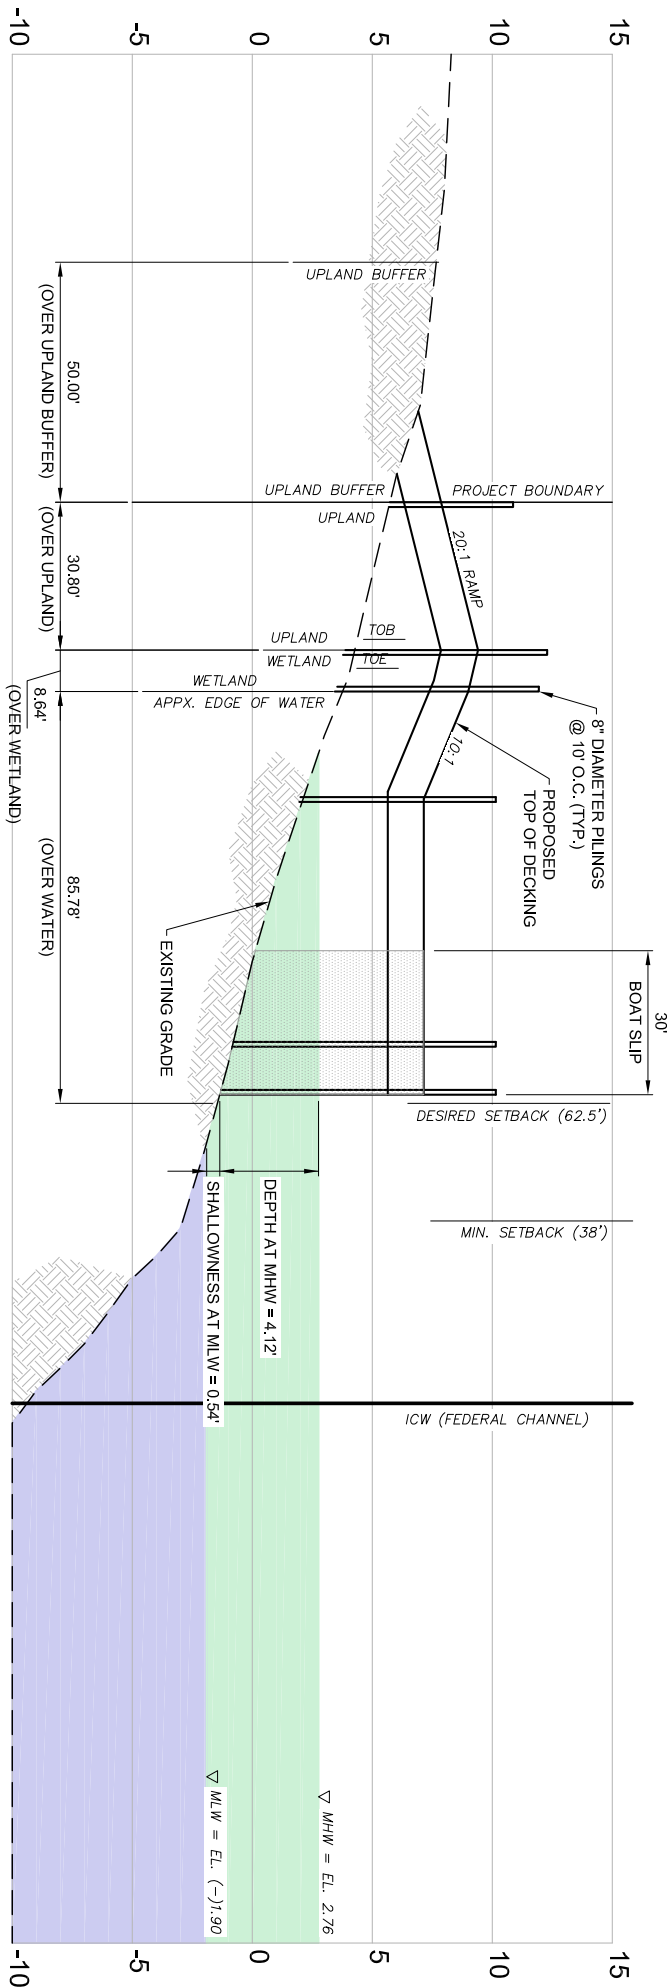 -10
-5
0
5
10
15
UPLAND BUFFER
50.00'
(OVER UPLAND BUFFER)
UPLAND BUFFER
PROJECT BOUNDARY
UPLAND
20:1 RAMP
30.80'
(OVER UPLAND)
UPLAND
TOB
WETLAND
TOE
WETLAND
APPX. EDGE OF WATER
8.64'
(OVER WETLAND)
8" DIAMETER PILINGS
@ 10' O.C. (TYP.)
10:1
PROPOSED
TOP OF DECKING
85.78'
(OVER WATER)
EXISTING GRADE
30'
BOAT SLIP
DESIRED SETBACK (62.5')
DEPTH AT MHW = 4.12'
SHALLOWNESS AT MLW = 0.54'
MIN. SETBACK (38')
ICW (FEDERAL CHANNEL)
MHW = EL. 2.76
MLW = EL. (-)1.90
-10
-5
0
5
10
15